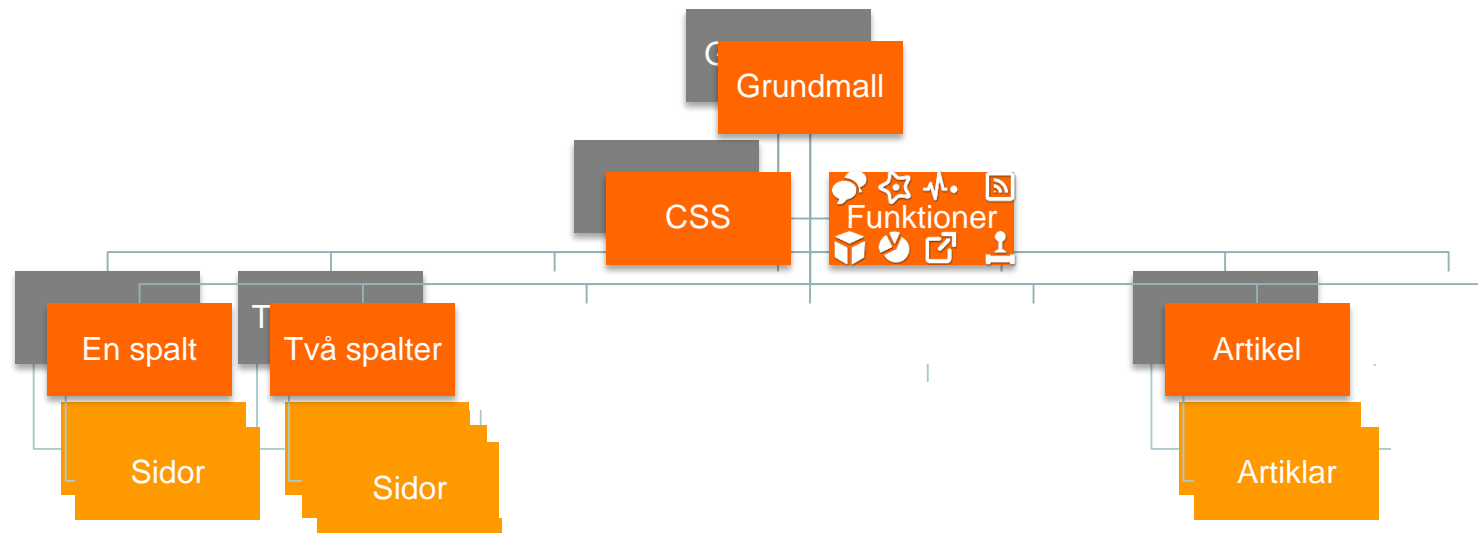 G
Grundmall
CSS
Funktioner
T
En spalt
Två spalter
Artikel
Sidor
Sidor
Artiklar